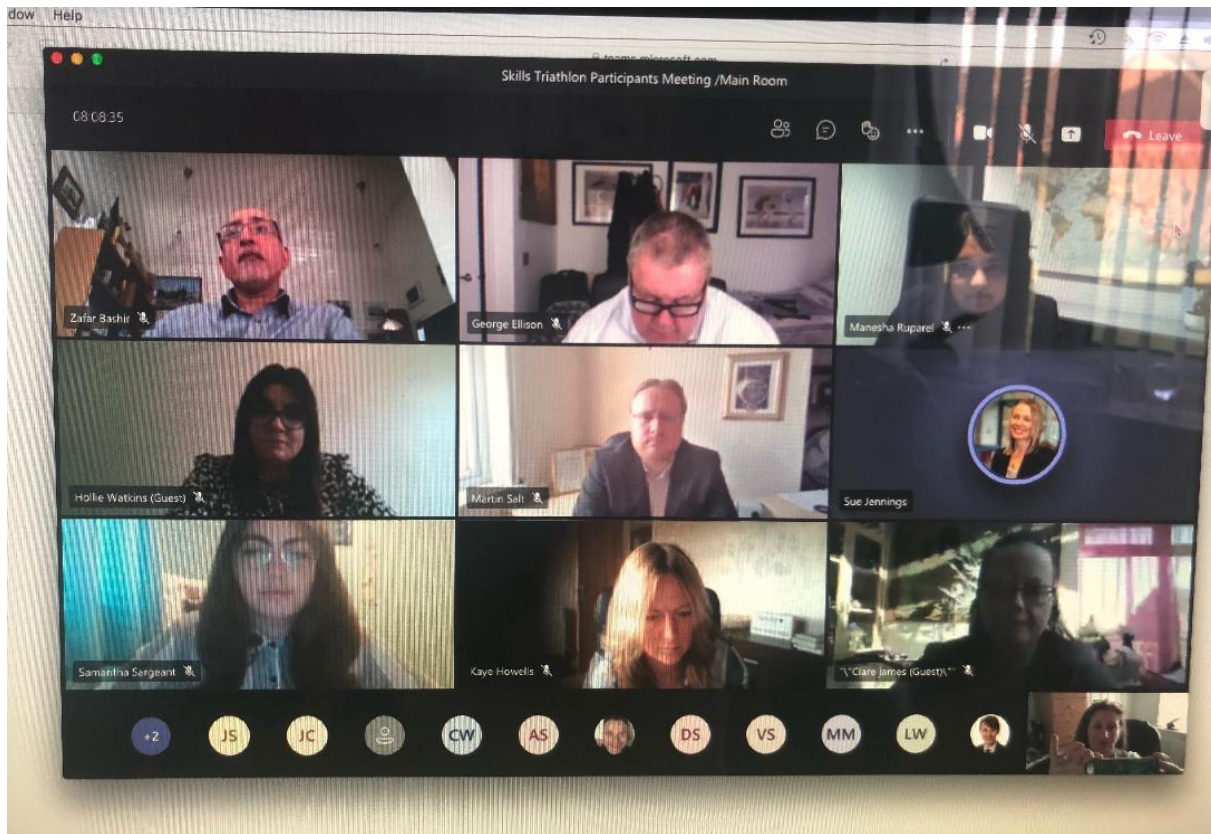 dow Help
teams.microsoft.com
Skills Triathlon Participants Meeting /Main Room
08:08:35
Leave
Zafar Bashir
George Ellison
Manesha Ruparel
Hollie Watkins (Guest)
Martin Salt
Sue Jennings
Samantha Sargeant
Kaye Howells
"\"Clare James (Guest)\""
+2 JS JC CW AS DS VS MM LW